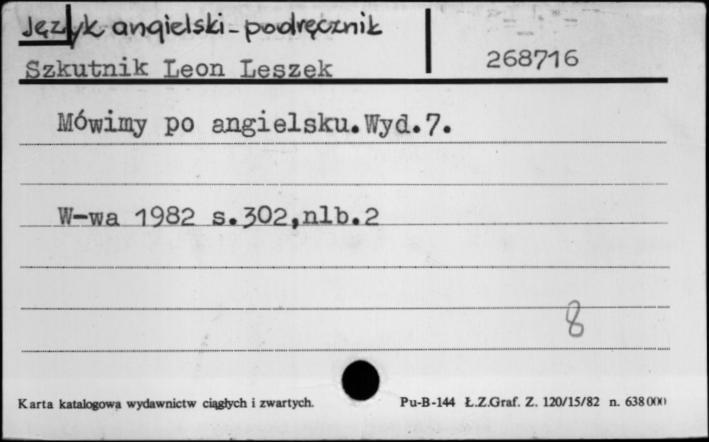 Język angielski - podręcznik
Szkutnik Leon Leszek 268716
Mówimy po angielsku.Wyd.7.
W-wa 1982 s.302,nlb.2
8
Karta katalogowa wydawnictw ciągłych i zwartych. Pu-B-144 Ł.Z.Graf. Z. 120/15/82 n. 638000